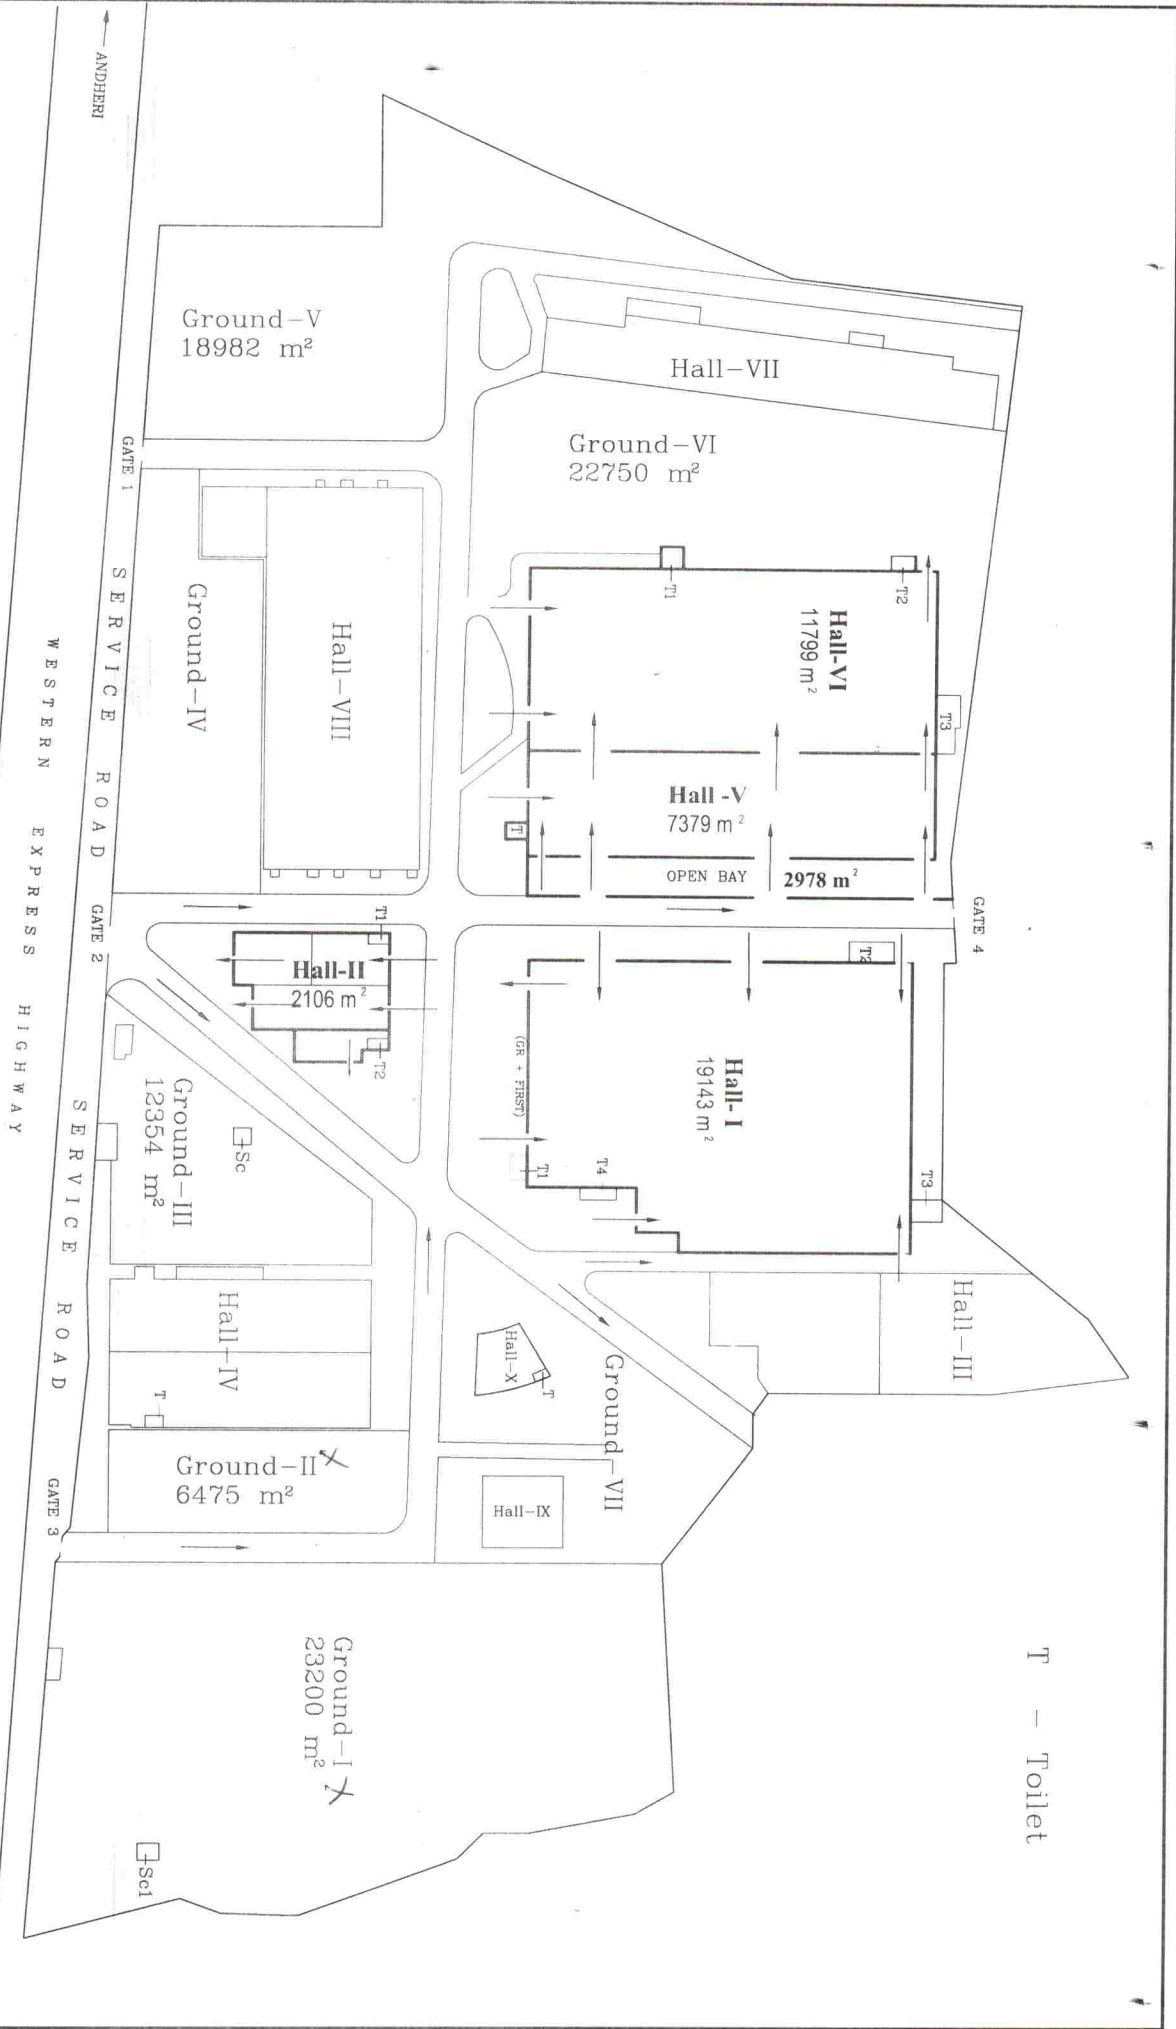 ANDHERI
Ground-V
18982 m²
Hall-VII
Ground-VI
22750 m²
GATE 1
SERVICE ROAD
WESTERN EXPRESS HIGHWAY
Ground-IV
Hall-VIII
T1
T2
Hall-VI
11799 m²
T3
Hall -V
7379 m²
T
OPEN BAY 2978 m²
GATE 4
GATE 2
T1
Hall-II
2106 m²
T2
T2
(GR + FIRST)
Hall- I
19143 m²
T1
T4
T3
SERVICE ROAD
Ground-III
12354 m²
Sc
Hall-IV
T
Hall-X
T
Ground-VII
Hall-III
Ground-II X
6475 m²
Hall-IX
GATE 3
Ground-I X
23200 m²
Sc1
T - Toilet